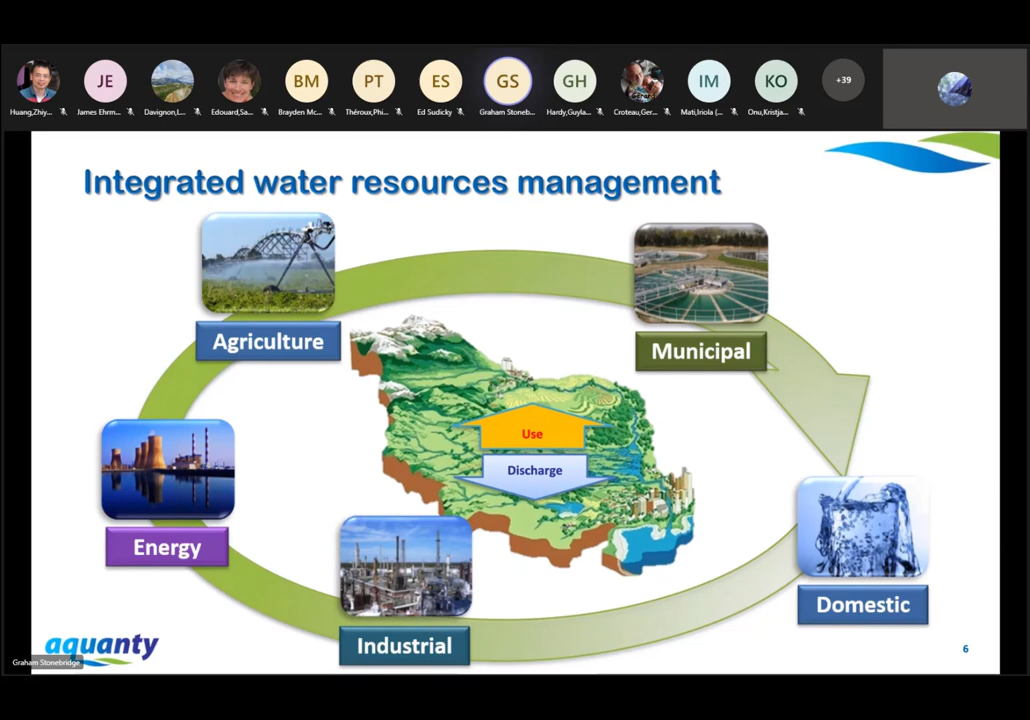 JE
BM
PT
ES
GS
GH
IM
KO
+39
Huang,Zhiy...
James Ehrm...
Davignon,L...
Edouard,Sa...
Brayden Mc...
Théroux,Phi...
Ed Sudicky
Graham Stoneb...
Hardy,Guyla...
Croteau,Ger...
Mati,Iriola (...
Onu,Kristja...
Integrated water resources management
Agriculture
Municipal
Use
Discharge
Energy
Domestic
Industrial
aquanty
Graham Stonebridge
6